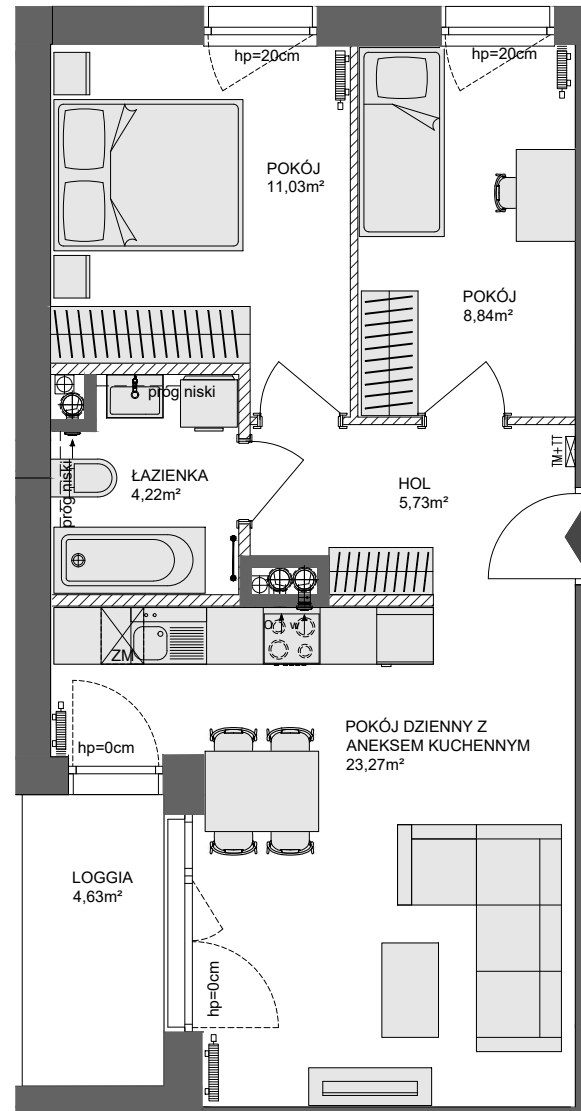 hp=20cm
hp=20cm
POKÓJ
11,03m²
POKÓJ
8,84m²
próg niski
ŁAZIENKA
4,22m²
próg niski
HOL
5,73m²
TM+TT
O w
ZM
POKÓJ DZIENNY Z
ANEKSEM KUCHENNYM
23,27m²
hp=0cm
LOGGIA
4,63m²
hp=0cm